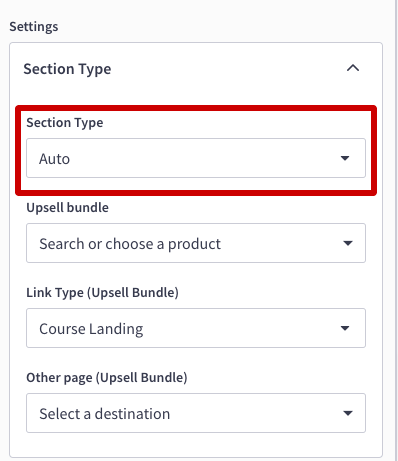 Settings
Section Type
Section Type
Auto
Upsell bundle
Search or choose a product
Link Type (Upsell Bundle)
Course Landing
Other page (Upsell Bundle)
Select a destination